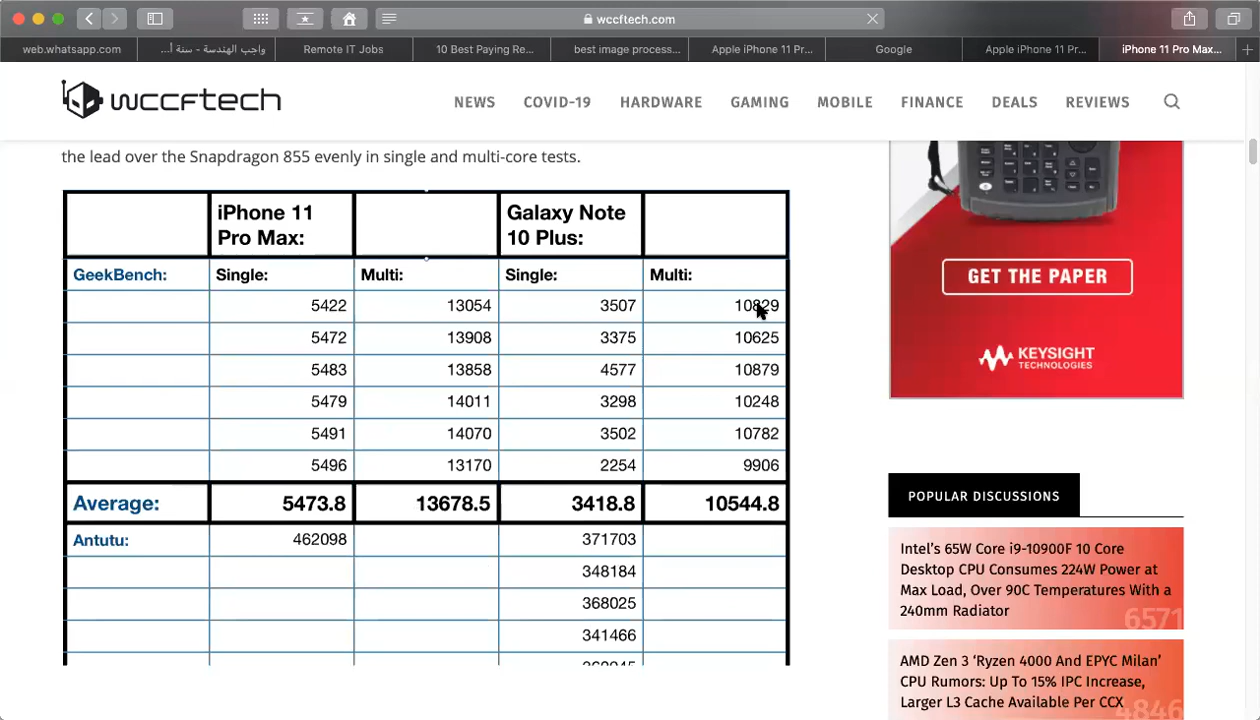 wccftech.com
web.whatsapp.com
واجب الهندسة - سنة أ...
Remote IT Jobs
10 Best Paying Re...
best image process...
Apple iPhone 11 Pr...
Google
Apple iPhone 11 Pr...
iPhone 11 Pro Max...
wccftech
NEWS COVID-19 HARDWARE GAMING MOBILE FINANCE DEALS REVIEWS
the lead over the Snapdragon 855 evenly in single and multi-core tests.
iPhone 11 Pro Max: Galaxy Note 10 Plus:
GeekBench: Single: Multi: Single: Multi:
5422 13054 3507 10829
5472 13908 3375 10625
5483 13858 4577 10879
5479 14011 3298 10248
5491 14070 3502 10782
5496 13170 2254 9906
Average: 5473.8 13678.5 3418.8 10544.8
Antutu: 462098 371703
348184
368025
341466
GET THE PAPER
KEYSIGHT
TECHNOLOGIES
POPULAR DISCUSSIONS
Intel's 65W Core i9-10900F 10 Core
Desktop CPU Consumes 224W Power at
Max Load, Over 90C Temperatures With a
240mm Radiator
6571
AMD Zen 3 'Ryzen 4000 And EPYC Milan'
CPU Rumors: Up To 15% IPC Increase,
Larger L3 Cache Available Per CCX
4846